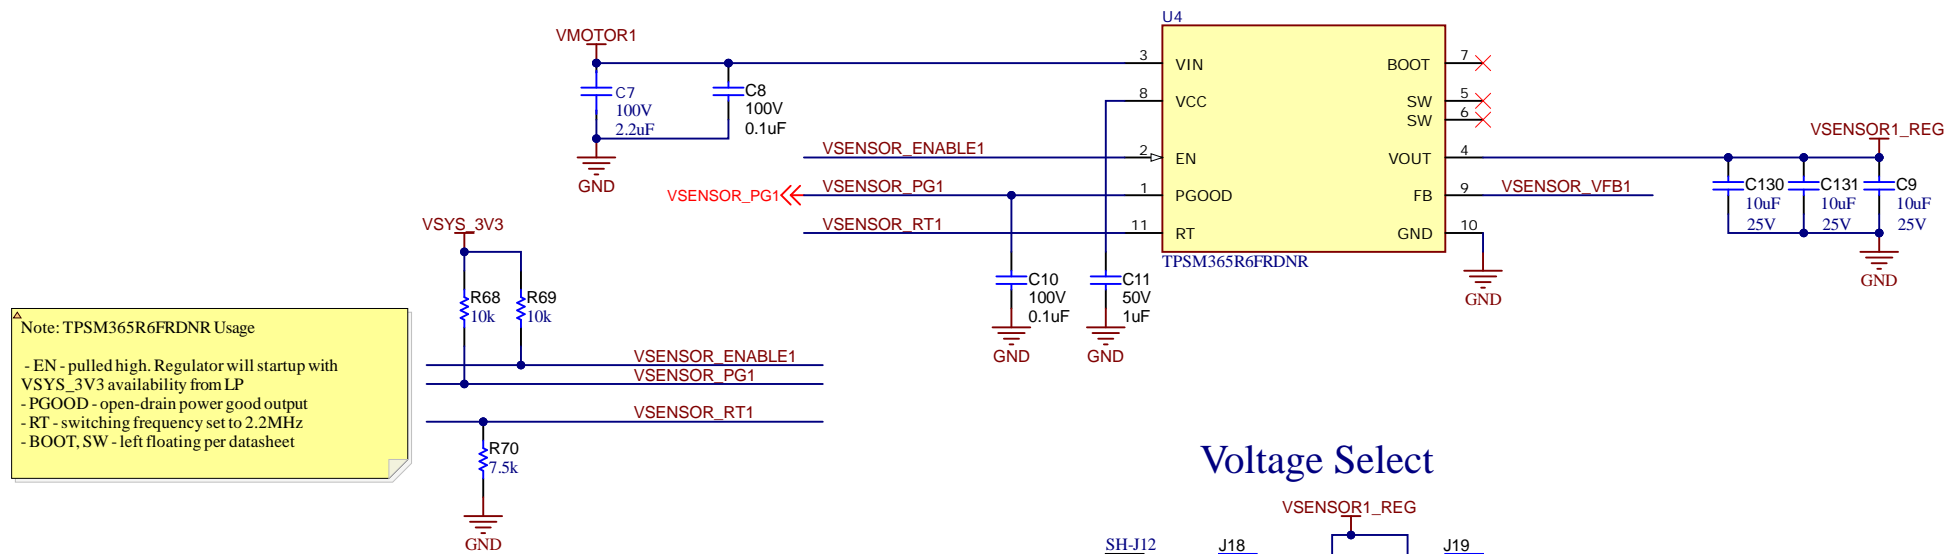 U4
VMOTOR1
3
VIN
BOOT
7
C7
100V
2.2uF
C8
100V
0.1uF
8
VCC
SW
5
SW
6
VSENSOR1_REG
VSENSOR_ENABLE1
2
EN
VOUT
4
GND
VSENSOR_PG1
VSENSOR_PG1
1
PGOOD
FB
9
VSENSOR_VFB1
C130
10uF
25V
C131
10uF
25V
C9
10uF
25V
VSYS_3V3
VSENSOR_RT1
11
RT
GND
10
TPSM365R6FRDNR
GND
GND
C10
100V
0.1uF
C11
50V
1uF
GND
GND
R68
10k
R69
10k
Note: TPSM365R6FRDNR Usage
- EN - pulled high. Regulator will startup with
VSYS_3V3 availability from LP
- PGOOD - open-drain power good output
- RT - switching frequency set to 2.2MHz
- BOOT, SW - left floating per datasheet
VSENSOR_ENABLE1
VSENSOR_PG1
VSENSOR_RT1
R70
7.5k
GND
Voltage Select
VSENSOR1_REG
SH-J12
J18
J19